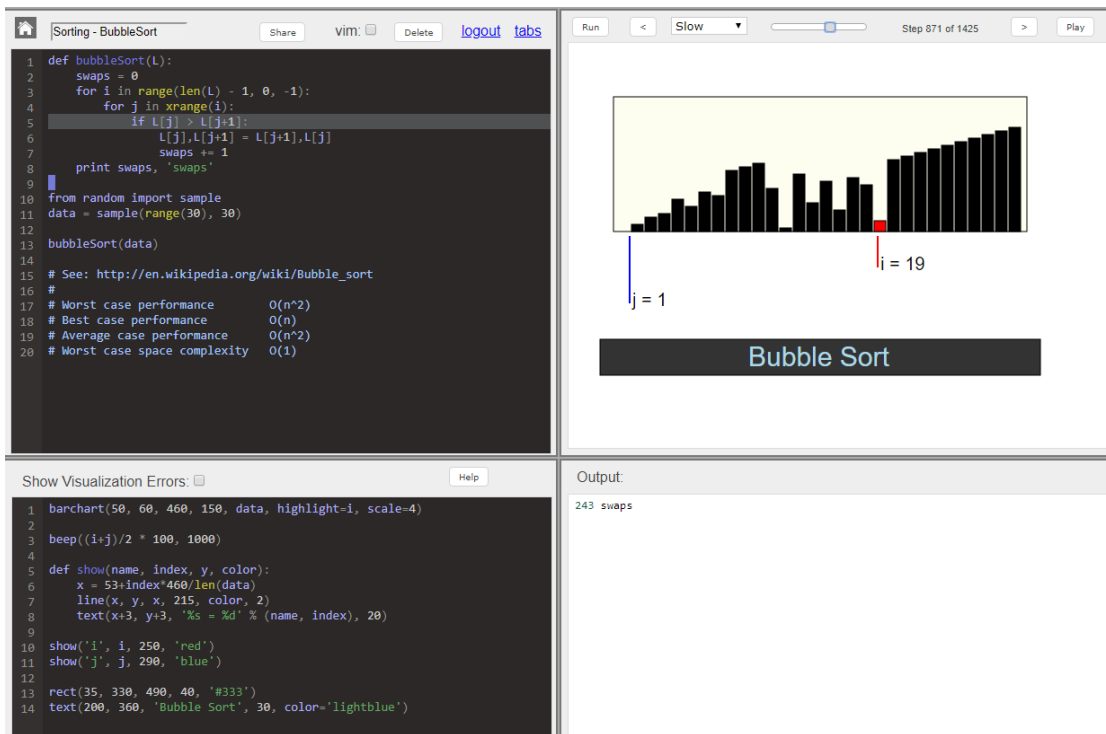 Sorting - BubbleSort Share vim: Delete logout tabs
1 def bubbleSort(L):
2     swaps = 0
3     for i in range(len(L) - 1, 0, -1):
4         for j in xrange(i):
5             if L[j] > L[j+1]:
6                 L[j],L[j+1] = L[j+1],L[j]
7                 swaps += 1
8     print swaps, 'swaps'
9
10 from random import sample
11 data = sample(range(30), 30)
12
13 bubbleSort(data)
14
15 # See: http://en.wikipedia.org/wiki/Bubble_sort
16 #
17 # Worst case performance        O(n^2)
18 # Best case performance         O(n)
19 # Average case performance      O(n^2)
20 # Worst case space complexity   O(1)
Run < Slow Step 871 of 1425 > Play
i = 19
j = 1
Bubble Sort
Show Visualization Errors: Help
1 barchart(50, 60, 460, 150, data, highlight=i, scale=4)
2
3 beep((i+j)/2 * 100, 1000)
4
5 def show(name, index, y, color):
6     x = 53+index*460/len(data)
7     line(x, y, x, 215, color, 2)
8     text(x+3, y+3, '%s = %d' % (name, index), 20)
9
10 show('i', i, 250, 'red')
11 show('j', j, 290, 'blue')
12
13 rect(35, 330, 490, 40, '#333')
14 text(200, 360, 'Bubble Sort', 30, color='lightblue')
Output:
243 swaps